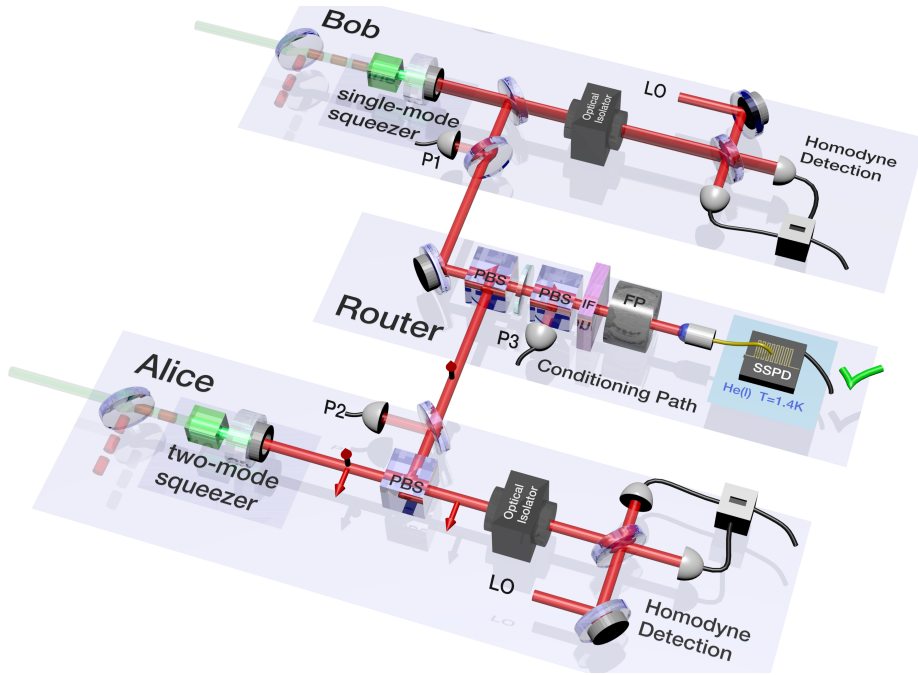 Bob
single-mode
squeezer
P1
Optical
Isolator
LO
Homodyne
Detection
Router
PBS
PBS
IF
FP
P3
Conditioning Path
SSPD
He(l) T=1.4K
Alice
two-mode
squeezer
P2
PBS
Optical
Isolator
LO
Homodyne
Detection